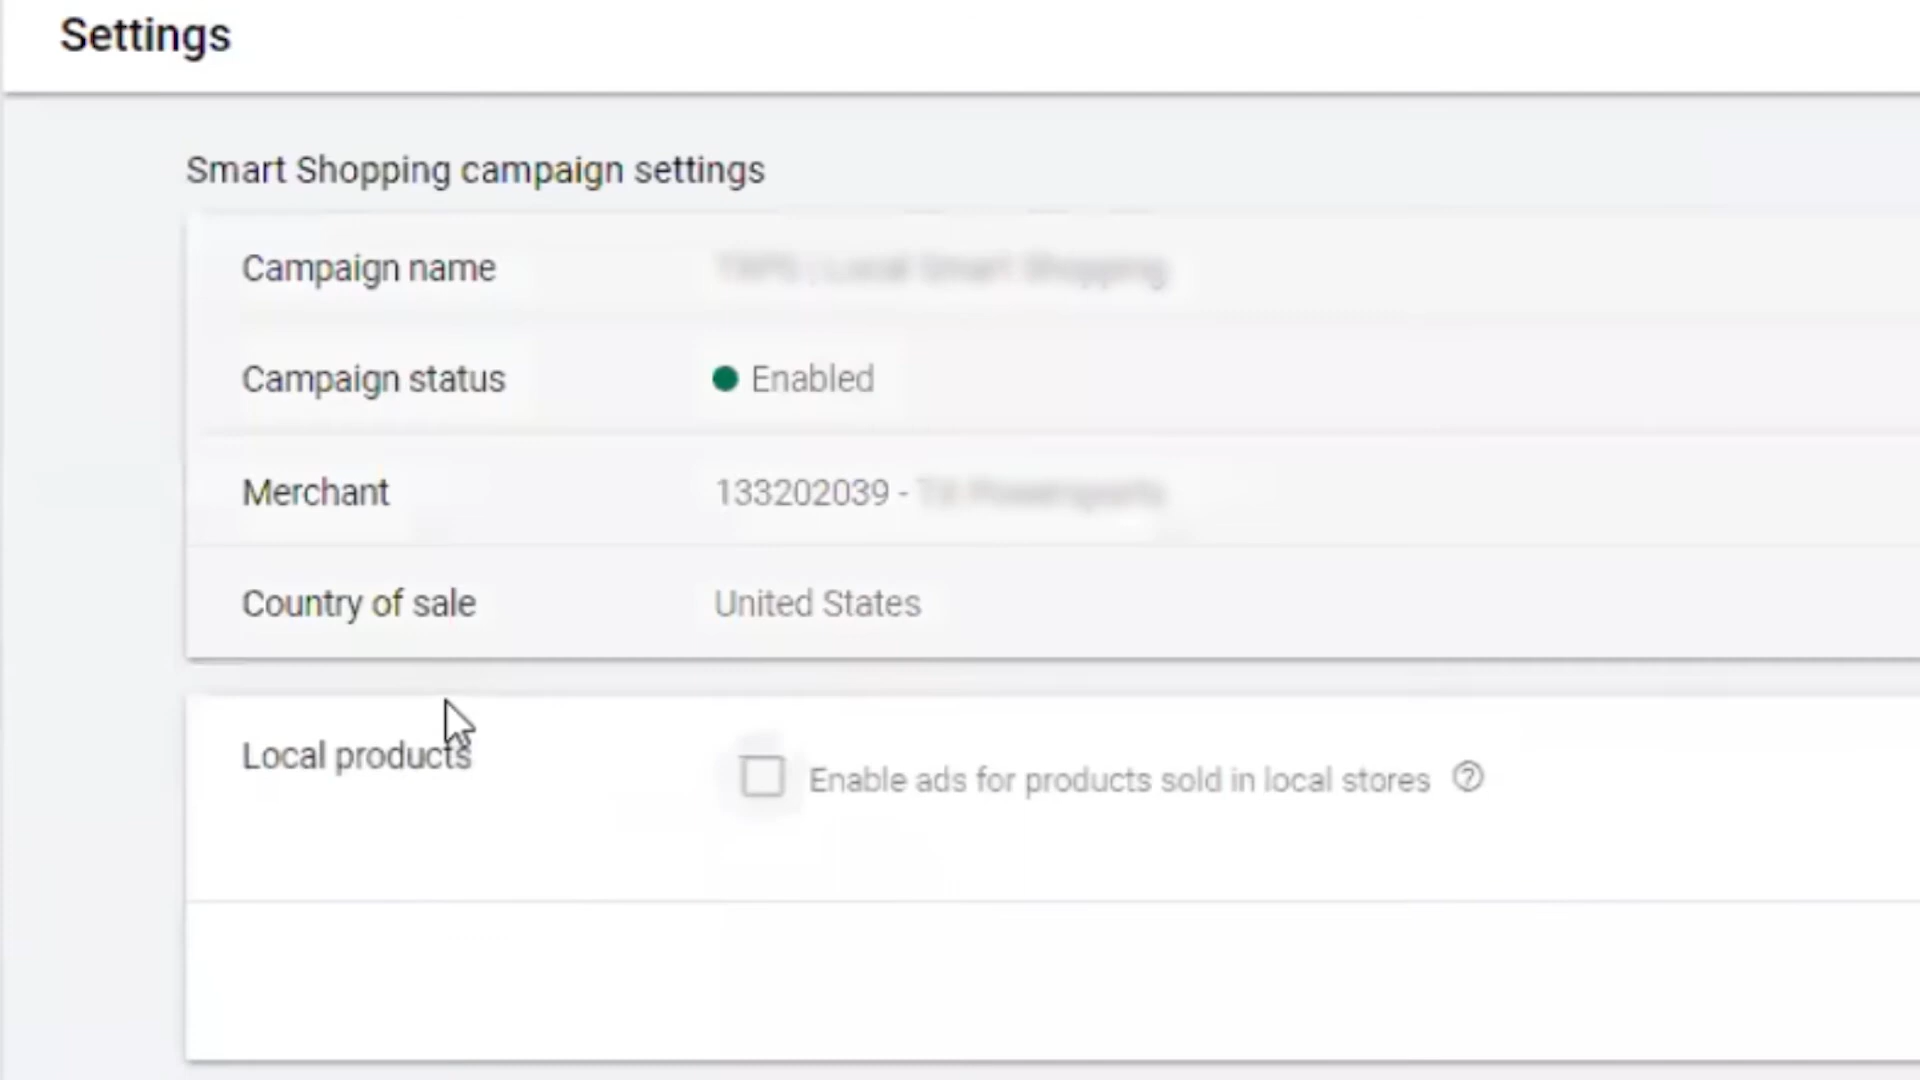 Settings
Smart Shopping campaign settings
Campaign name
Campaign status Enabled
Merchant 133202039 -
Country of sale United States
Local products Enable ads for products sold in local stores